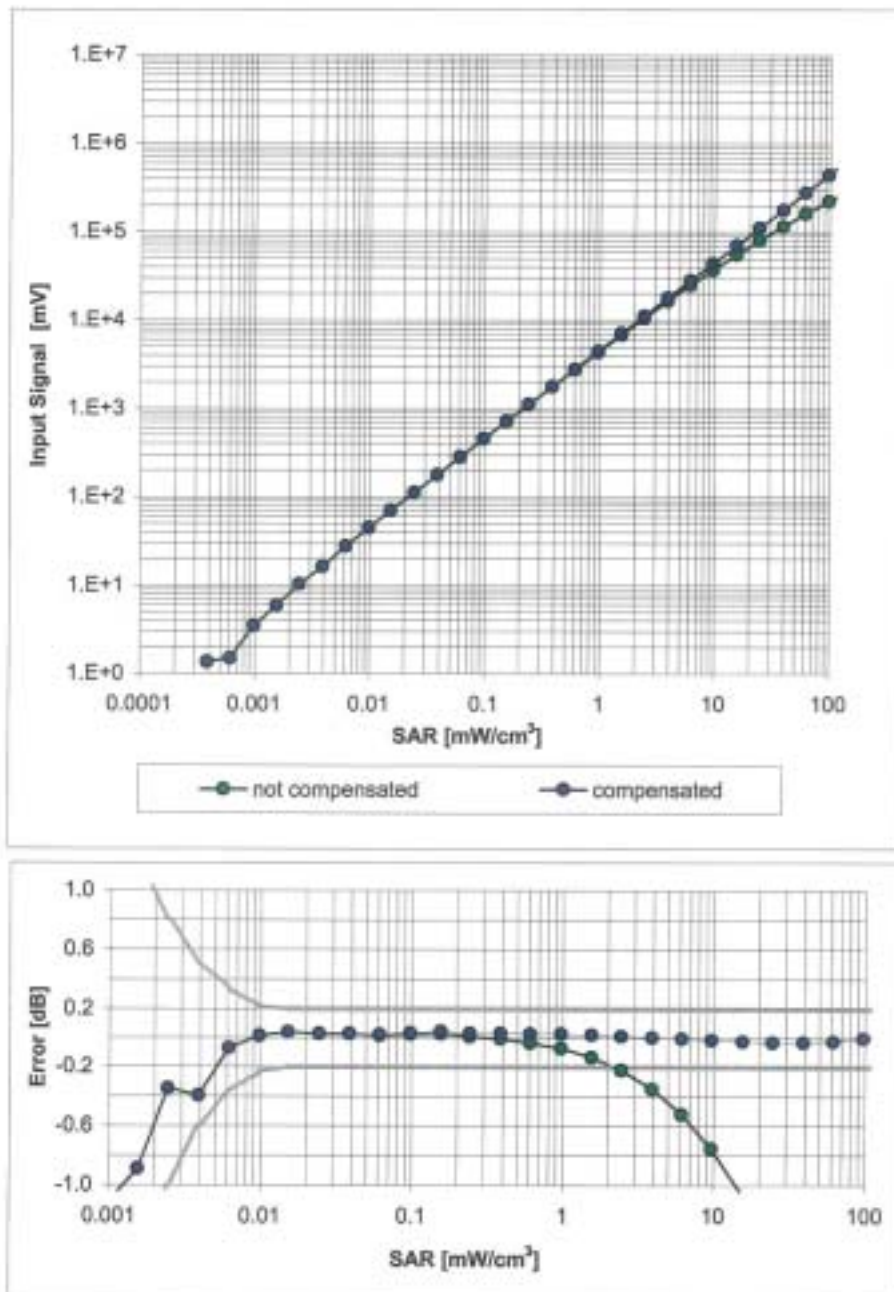 1.E+7
1.E+6
1.E+5
1.E+4
1.E+3
1.E+2
1.E+1
1.E+0
Input Signal [mV]
0.0001 0.001 0.01 0.1 1 10 100
SAR [mW/cm³]
not compensated compensated
1.0
0.6
0.2
-0.2
-0.6
-1.0
Error [dB]
0.001 0.01 0.1 1 10 100
SAR [mW/cm³]